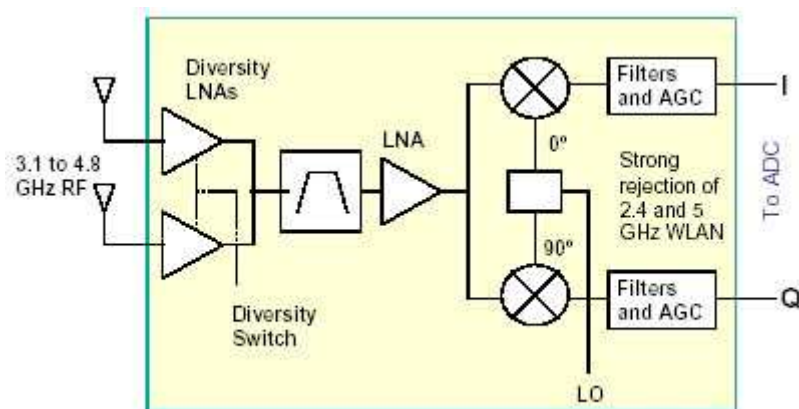 Diversity
LNAs
3.1 to 4.8
GHz RF
LNA
Diversity
Switch
0º
90º
LO
Filters
and AGC
Strong
rejection of
2.4 and 5
GHz WLAN
Filters
and AGC
I
To ADC
Q